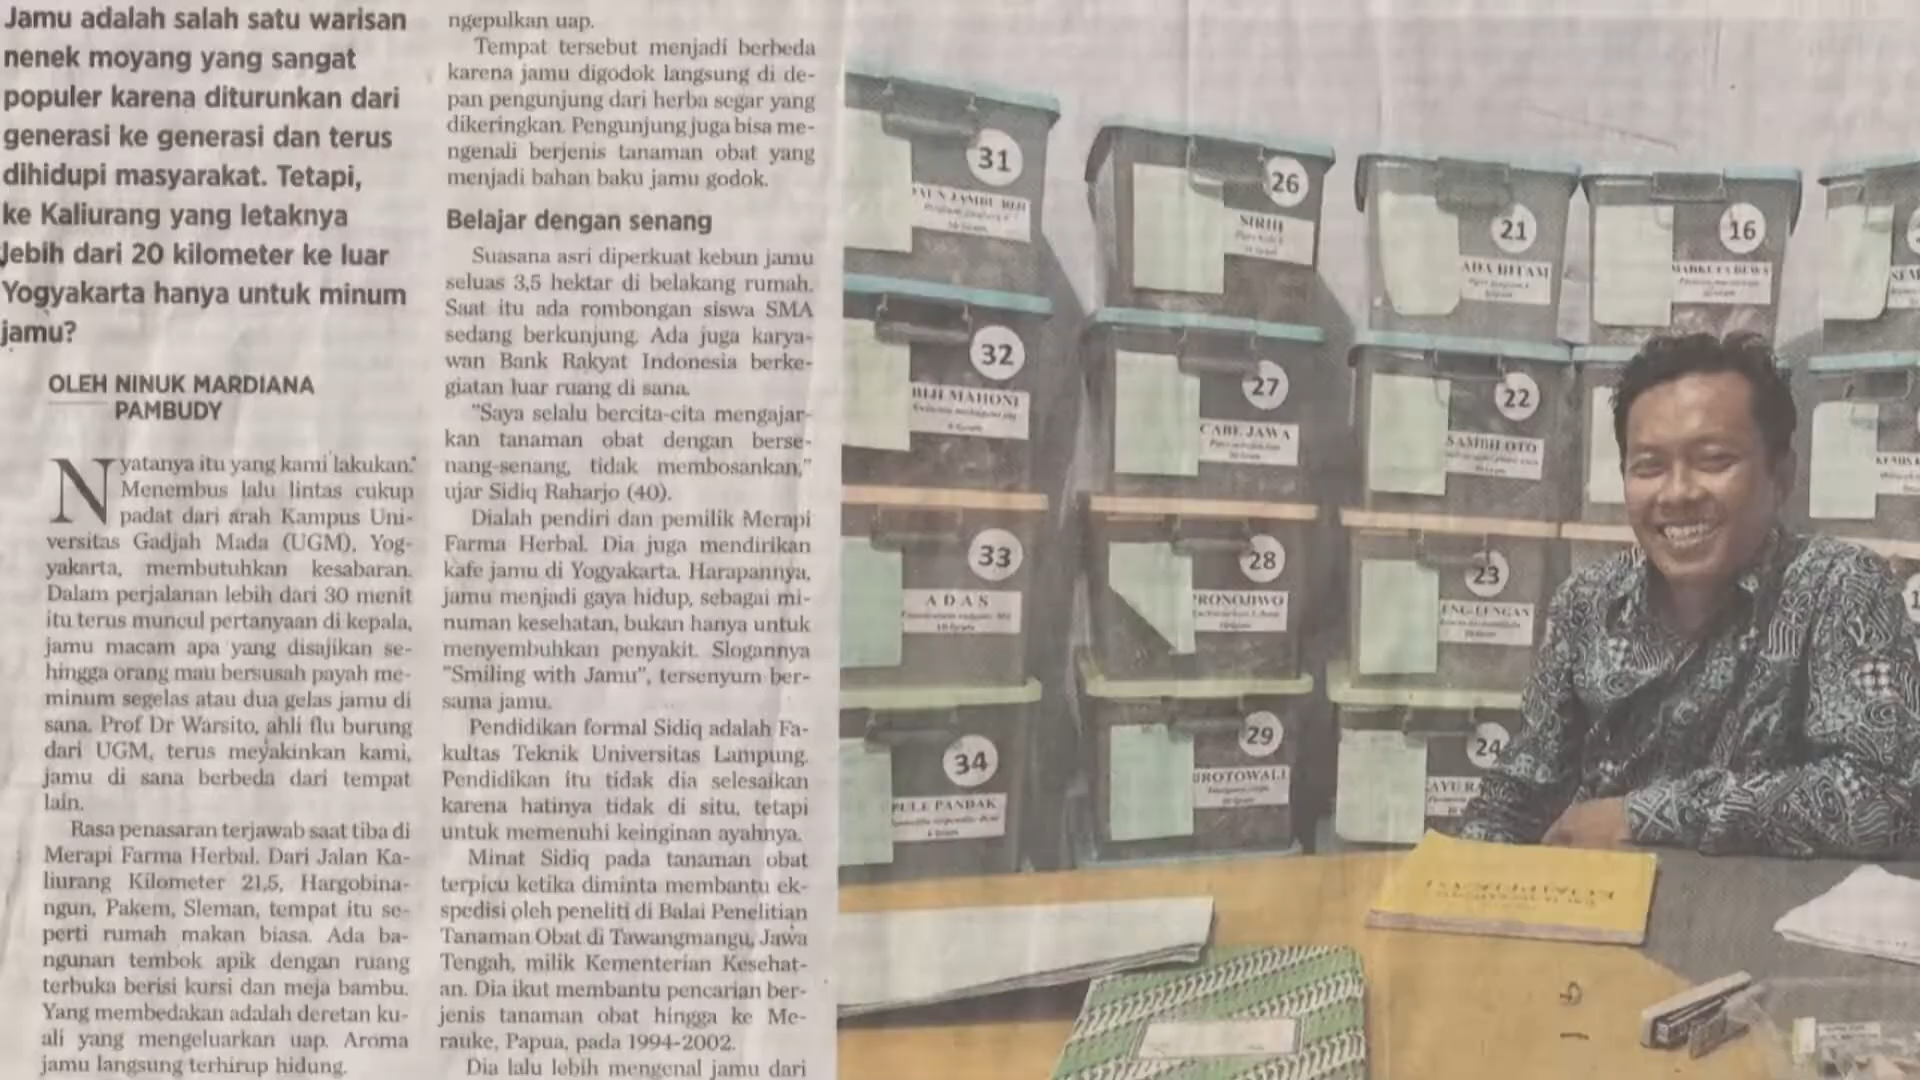 Jamu adalah salah satu warisan
nenek moyang yang sangat
populer karena diturunkan dari
generasi ke generasi dan terus
dihidupi masyarakat. Tetapi,
ke Kaliurang yang letaknya
lebih dari 20 kilometer ke luar
Yogyakarta hanya untuk minum
jamu?
OLEH NINUK MARDIANA
PAMBUDY
Nyatanya itu yang kami lakukan.
Menembus lalu lintas cukup
padat dari arah Kampus Uni-
versitas Gadjah Mada (UGM), Yog-
yakarta, membutuhkan kesabaran.
Dalam perjalanan lebih dari 30 menit
itu terus muncul pertanyaan di kepala,
jamu macam apa yang disajikan se-
hingga orang mau bersusah payah me-
minum segelas atau dua gelas jamu di
sana. Prof Dr Warsito, ahli flu burung
dari UGM, terus meyakinkan kami,
jamu di sana berbeda dari tempat
lain.
Rasa penasaran terjawab saat tiba di
Merapi Farma Herbal. Dari Jalan Ka-
liurang Kilometer 21,5, Hargobina-
ngun, Pakem, Sleman, tempat itu se-
perti rumah makan biasa. Ada ba-
ngunan tembok apik dengan ruang
terbuka berisi kursi dan meja bambu.
Yang membedakan adalah deretan ku-
ali yang mengeluarkan uap. Aroma
jamu langsung terhirup hidung.
ngepulkan uap.
Tempat tersebut menjadi berbeda
karena jamu digodok langsung di de-
pan pengunjung dari herba segar yang
dikeringkan. Pengunjung juga bisa me-
ngenali berjenis tanaman obat yang
menjadi bahan baku jamu godok.
Belajar dengan senang
Suasana asri diperkuat kebun jamu
seluas 3,5 hektar di belakang rumah.
Saat itu ada rombongan siswa SMA
sedang berkunjung. Ada juga karya-
wan Bank Rakyat Indonesia berke-
giatan luar ruang di sana.
"Saya selalu bercita-cita mengajar-
kan tanaman obat dengan berse-
nang-senang, tidak membosankan,"
ujar Sidiq Raharjo (40).
Dialah pendiri dan pemilik Merapi
Farma Herbal. Dia juga mendirikan
kafe jamu di Yogyakarta. Harapannya,
jamu menjadi gaya hidup, sebagai mi-
numan kesehatan, bukan hanya untuk
menyembuhkan penyakit. Slogannya
"Smiling with Jamu", tersenyum ber-
sama jamu.
Pendidikan formal Sidiq adalah Fa-
kultas Teknik Universitas Lampung.
Pendidikan itu tidak dia selesaikan
karena hatinya tidak di situ, tetapi
untuk memenuhi keinginan ayahnya.
Minat Sidiq pada tanaman obat
terpicu ketika diminta membantu ek-
spedisi oleh peneliti di Balai Penelitian
Tanaman Obat di Tawangmangu, Jawa
Tengah, milik Kementerian Kesehat-
an. Dia ikut membantu pencarian ber-
jenis tanaman obat hingga ke Me-
rauke, Papua, pada 1994-2002.
Dia lalu lebih mengenal jamu dari
31
26
SIRIH
21
ADA HITAM
16
32
BIJI MAHONI
27
CABE JAWA
22
SAMBILOTO
33
ADAS
28
PRONOJIWO
23
34
PULE PANDAK
29
BROTOWALI
24